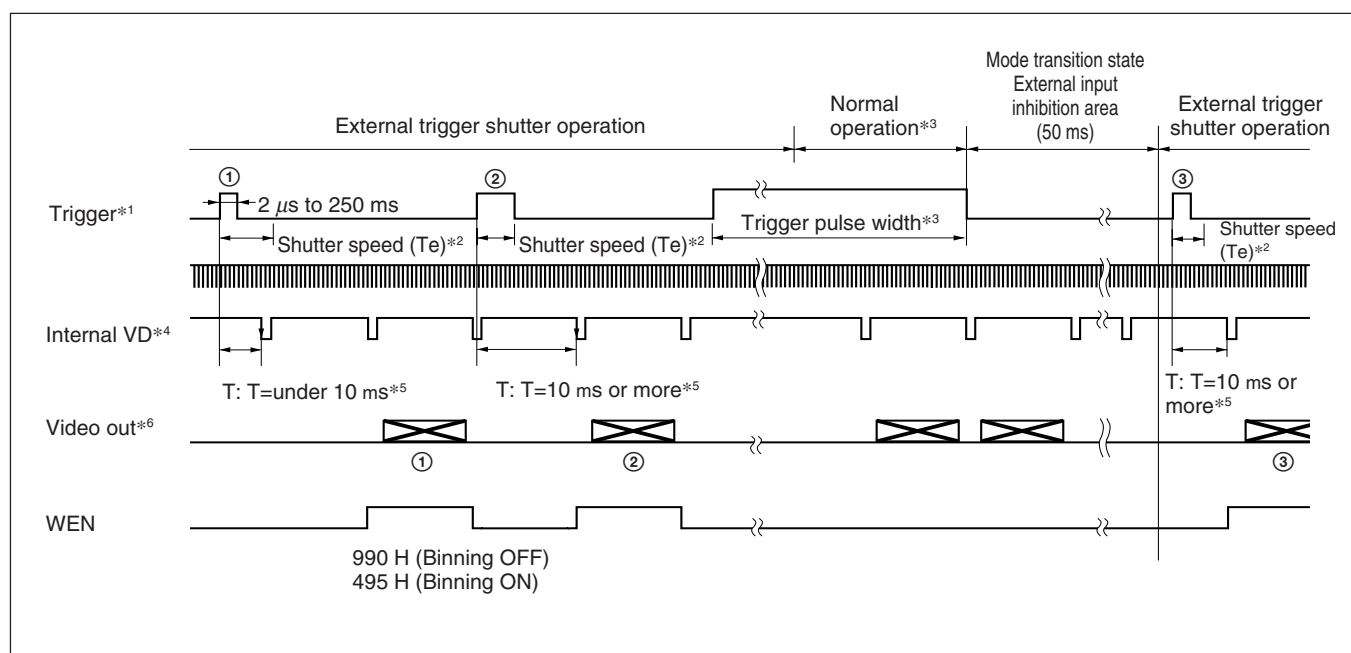 Mode transition state
External input
inhibition area
(50 ms)
Normal
operation*3
External trigger shutter operation
External trigger
shutter operation
①
②
③
Trigger*1
2 μs to 250 ms
Trigger pulse width*3
Shutter speed (Te)*2
Shutter speed (Te)*2
Shutter speed
(Te)*2
Internal VD*4
T: T=under 10 ms*5
T: T=10 ms or more*5
T: T=10 ms or
more*5
Video out*6
①
②
③
WEN
990 H (Binning OFF)
495 H (Binning ON)